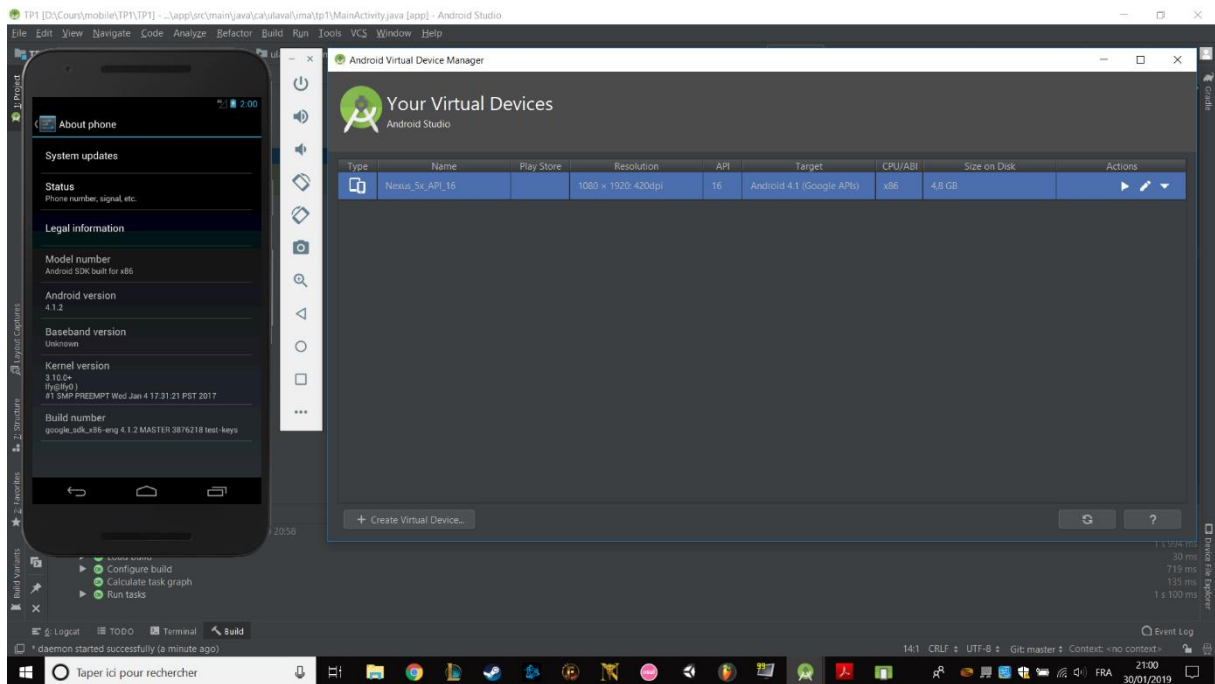 TP1 [D:\Cours\mobile\TP1\TP1] - ...\app\src\main\java\ca\ulaval\ima\tp1\MainActivity.java [app] - Android Studio
File Edit View Navigate Code Analyze Refactor Build Run Tools VCS Window Help
1: Project
Layout Captures
7: Structure
2: Favorites
Build Variants
2:00
About phone
System updates
Status
Phone number, signal, etc.
Legal information
Model number
Android SDK built for x86
Android version
4.1.2
Baseband version
Unknown
Kernel version
3.10.0+
lfy@lfy0 )
#1 SMP PREEMPT Wed Jan 4 17:31:21 PST 2017
Build number
google_sdk_x86-eng 4.1.2 MASTER 3876218 test-keys
Android Virtual Device Manager
Your Virtual Devices
Android Studio
Type Name Play Store Resolution API Target CPU/ABI Size on Disk Actions
Nexus_5x_API_16 1080 × 1920: 420dpi 16 Android 4.1 (Google APIs) x86 4,8 GB
+ Create Virtual Device...
?
Gradle
Device File Explorer
20:58
1 s 994 ms
Load build 30 ms
Configure build 719 ms
Calculate task graph 135 ms
Run tasks 1 s 100 ms
6: Logcat TODO Terminal Build
Event Log
* daemon started successfully (a minute ago)
14:1 CRLF UTF-8 Git: master Context: <no context>
Taper ici pour rechercher
FRA
21:00
30/01/2019